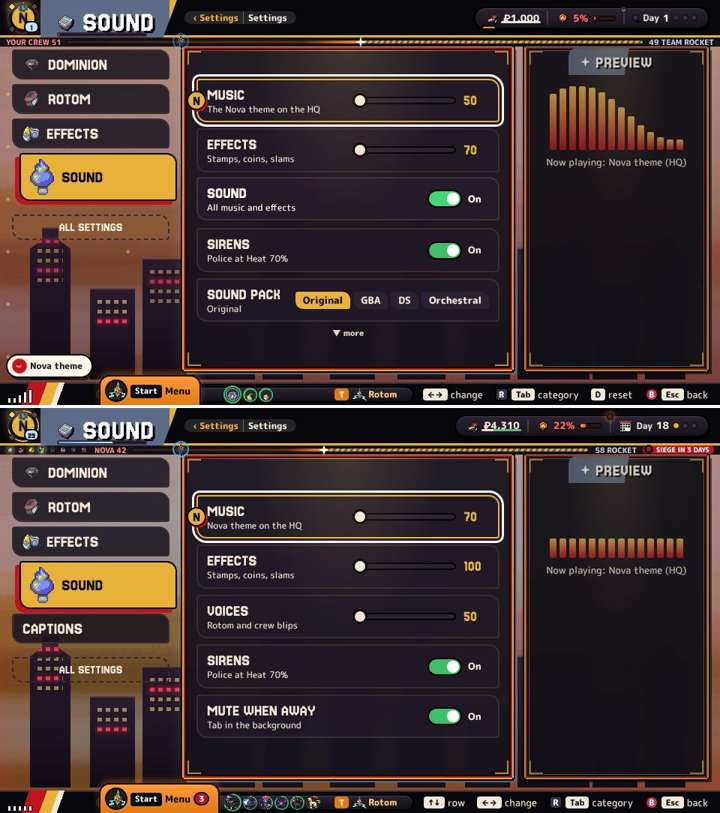 N
1
SOUND
‹ Settings Settings
₽1,000
5%
Day 1
YOUR CREW 51
49 TEAM ROCKET
DOMINION
ROTOM
EFFECTS
SOUND
ALL SETTINGS
N
MUSIC
The Nova theme on the HQ
50
EFFECTS
Stamps, coins, slams
70
SOUND
All music and effects
On
SIRENS
Police at Heat 70%
On
SOUND PACK
Original
Original GBA DS Orchestral
▼ more
PREVIEW
Now playing: Nova theme (HQ)
Nova theme
Start Menu
T Rotom
←→ change
R Tab category
D reset
B Esc back
N
SOUND
‹ Settings Settings
₽4,310
22%
Day 18
NOVA 42
58 ROCKET
SIEGE IN 3 DAYS
DOMINION
ROTOM
EFFECTS
SOUND
CAPTIONS
ALL SETTINGS
N
MUSIC
Nova theme on the HQ
70
EFFECTS
Stamps, coins, slams
100
VOICES
Rotom and crew blips
50
SIRENS
Police at Heat 70%
On
MUTE WHEN AWAY
Tab in the background
On
PREVIEW
Now playing: Nova theme (HQ)
Start Menu 3
T Rotom
↑↓ row
←→ change
R Tab category
B Esc back